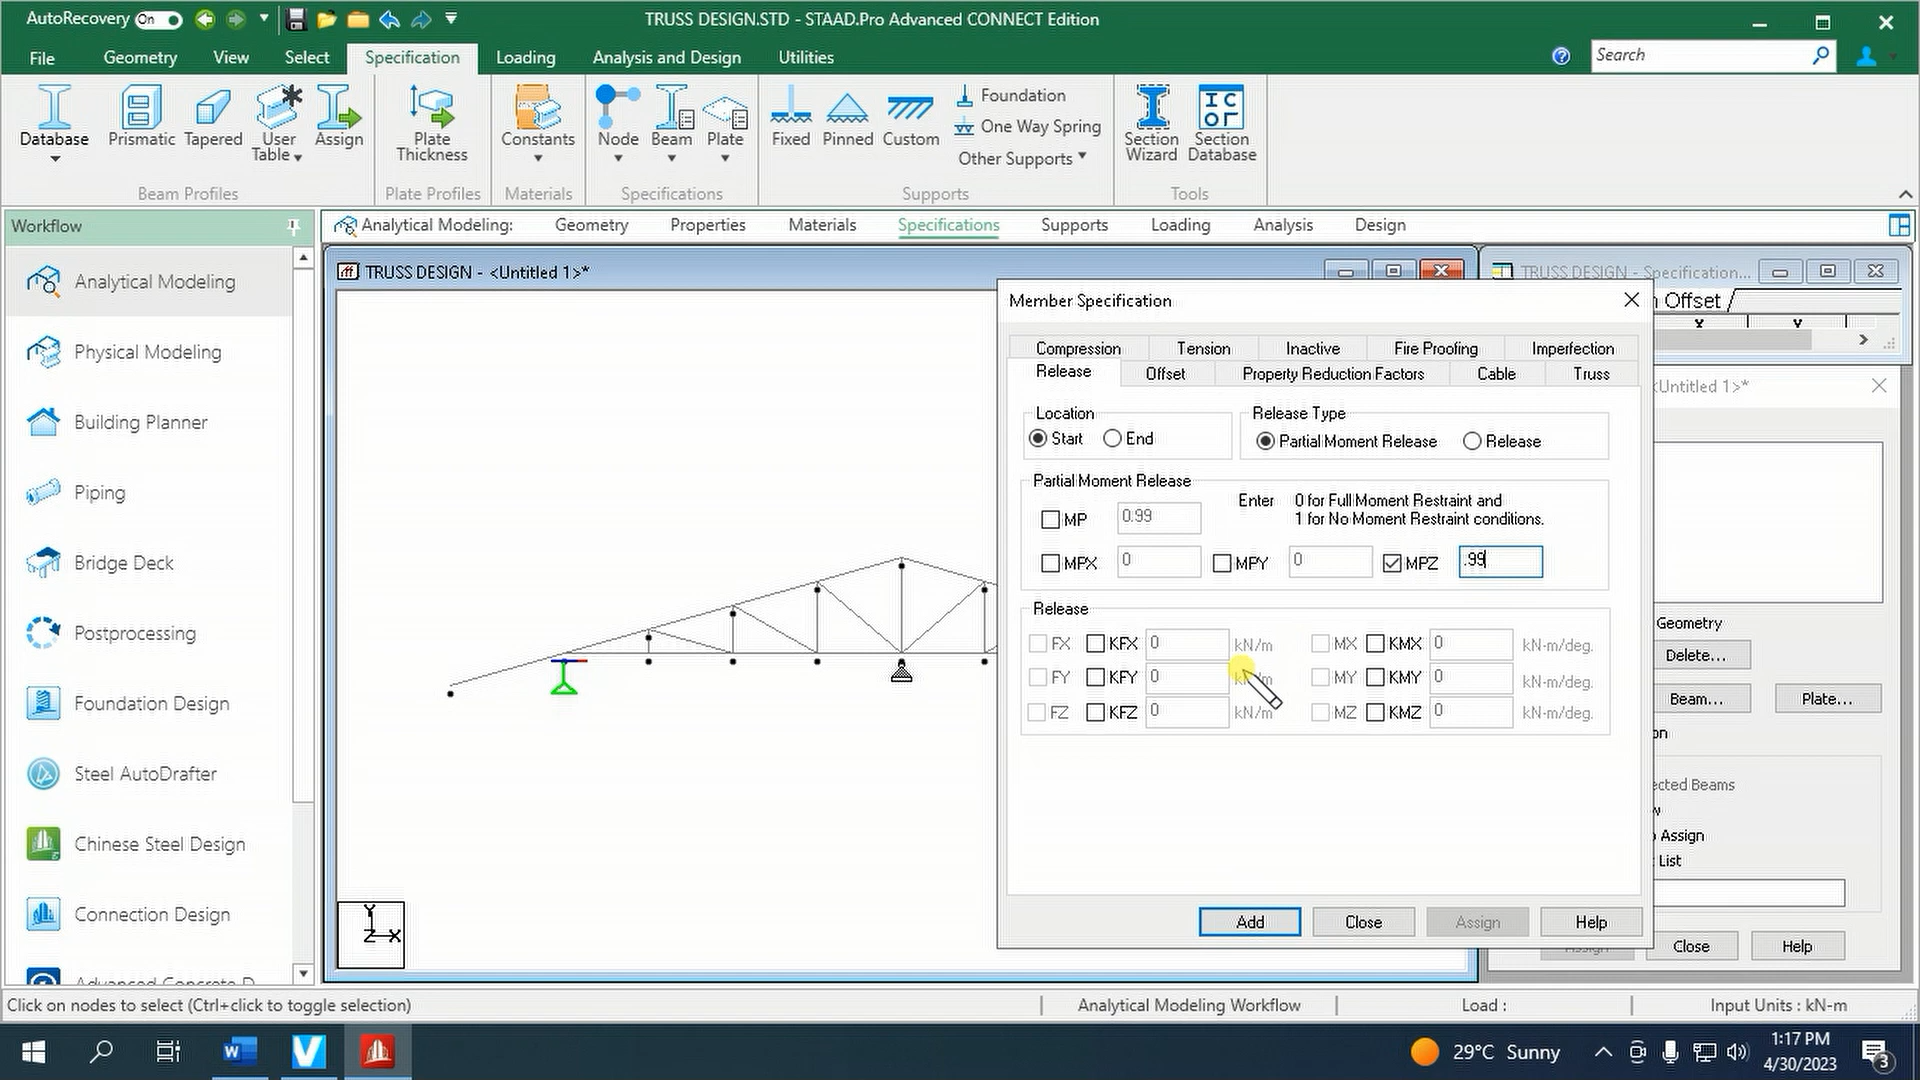 AutoRecovery On
TRUSS DESIGN.STD - STAAD.Pro Advanced CONNECT Edition
File Geometry View Select Specification Loading Analysis and Design Utilities
Search
Database Prismatic Tapered User Table Assign
Beam Profiles
Plate Thickness
Plate Profiles
Constants
Materials
Node Beam Plate
Specifications
Fixed Pinned Custom
Foundation
One Way Spring
Other Supports
Supports
Section Wizard Section Database
Tools
Workflow
Analytical Modeling: Geometry Properties Materials Specifications Supports Loading Analysis Design
Analytical Modeling
Physical Modeling
Building Planner
Piping
Bridge Deck
Postprocessing
Foundation Design
Steel AutoDrafter
Chinese Steel Design
Connection Design
Advanced Concrete D
TRUSS DESIGN - <Untitled 1>*
Y
Z X
TRUSS DESIGN - Specification...
Offset
X Y
Member Specification
Compression Tension Inactive Fire Proofing Imperfection
Release Offset Property Reduction Factors Cable Truss
Location
Start End
Release Type
Partial Moment Release Release
Partial Moment Release
MP 0.99
Enter 0 for Full Moment Restraint and
1 for No Moment Restraint conditions.
MPX 0 MPY 0 MPZ .99
Release
FX KFX 0 kN/m MX KMX 0 kN-m/deg.
FY KFY 0 kN/m MY KMY 0 kN-m/deg.
FZ KFZ 0 kN/m MZ KMZ 0 kN-m/deg.
Add Close Assign Help
<Untitled 1>*
Geometry
Delete...
Beam... Plate...
on
ected Beams
Assign
List
Assign Close Help
Click on nodes to select (Ctrl+click to toggle selection)
Analytical Modeling Workflow
Load :
Input Units : kN-m
29°C Sunny
1:17 PM
4/30/2023
3